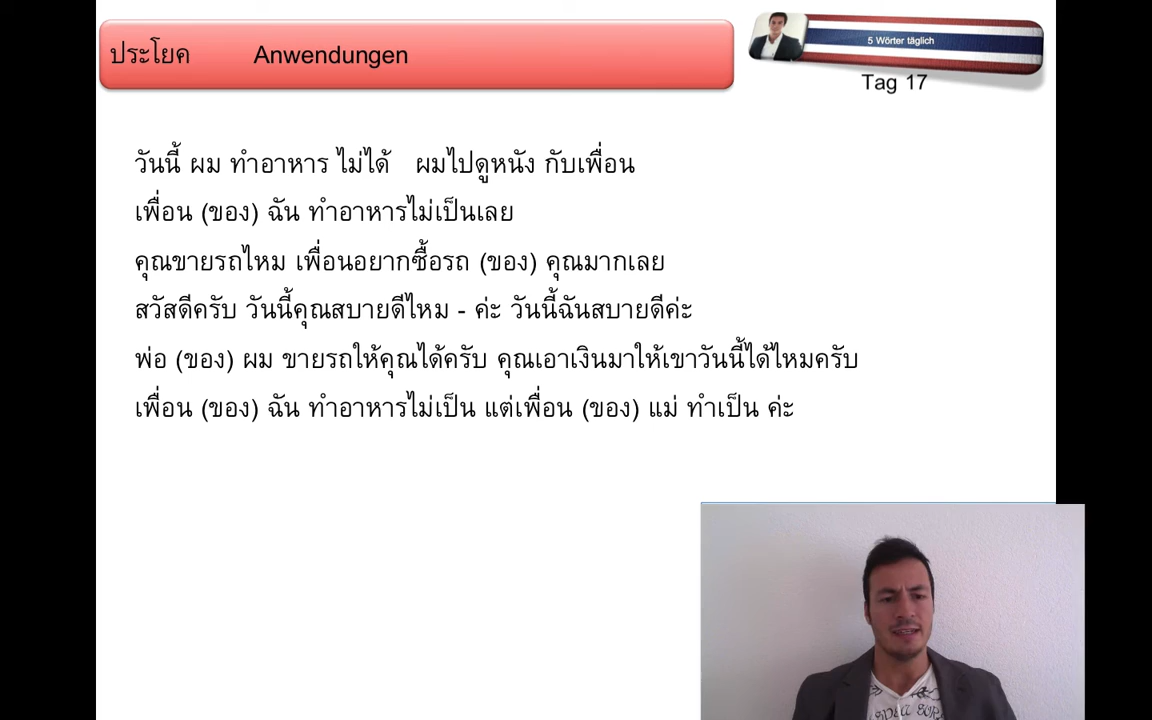 ประโยค Anwendungen
5 Wörter täglich
Tag 17
วันนี้ ผม ทำอาหาร ไม่ได้ ผมไปดูหนัง กับเพื่อน
เพื่อน (ของ) ฉัน ทำอาหารไม่เป็นเลย
คุณขายรถไหม เพื่อนอยากซื้อรถ (ของ) คุณมากเลย
สวัสดีครับ วันนี้คุณสบายดีไหม - ค่ะ วันนี้ฉันสบายดีค่ะ
พ่อ (ของ) ผม ขายรถให้คุณได้ครับ คุณเอาเงินมาให้เขาวันนี้ได้ไหมครับ
เพื่อน (ของ) ฉัน ทำอาหารไม่เป็น แต่เพื่อน (ของ) แม่ ทำเป็น ค่ะ